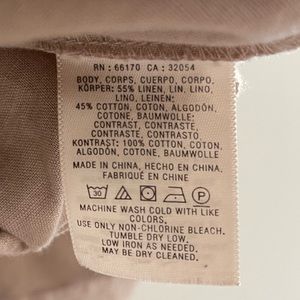 RN : 66170 CA : 32054
BODY, CORPS, CUERPO, CORPO,
KÖRPER: 55% LINEN, LIN, LINO,
LINO, LEINEN:
45% COTTON, COTON, ALGODÓN,
COTONE, BAUMWOLLE:
CONTRAST, CONTRASTE,
CONTRASTE, CONTRASTO
KONTRAST: 100% COTTON, COTON,
ALGODÓN, COTONE, BAUMWOLLE
MADE IN CHINA, HECHO EN CHINA.
FABRIQUÉ EN CHINE
30 P
MACHINE WASH COLD WITH LIKE
COLORS.
USE ONLY NON-CHLORINE BLEACH.
TUMBLE DRY LOW.
LOW IRON AS NEEDED.
MAY BE DRY CLEANED.